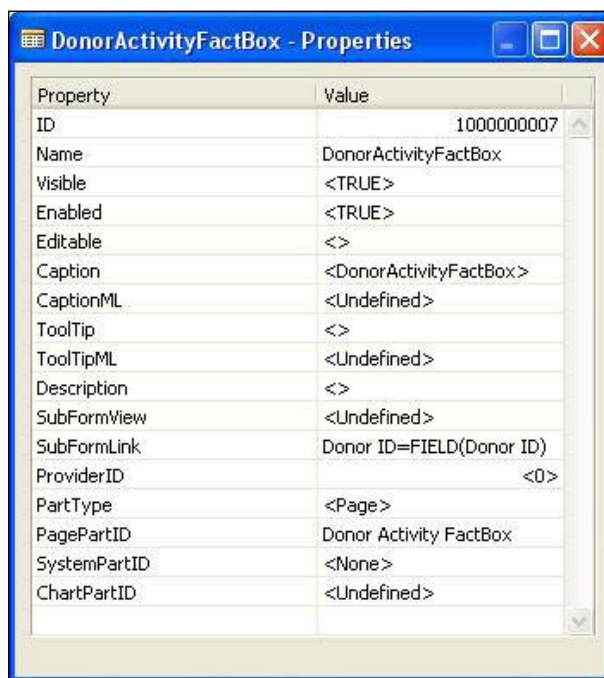 DonorActivityFactBox - Properties
Property Value
ID 1000000007
Name DonorActivityFactBox
Visible <TRUE>
Enabled <TRUE>
Editable <>
Caption <DonorActivityFactBox>
CaptionML <Undefined>
ToolTip <>
ToolTipML <Undefined>
Description <>
SubFormView <Undefined>
SubFormLink Donor ID=FIELD(Donor ID)
ProviderID <0>
PartType <Page>
PagePartID Donor Activity FactBox
SystemPartID <None>
ChartPartID <Undefined>